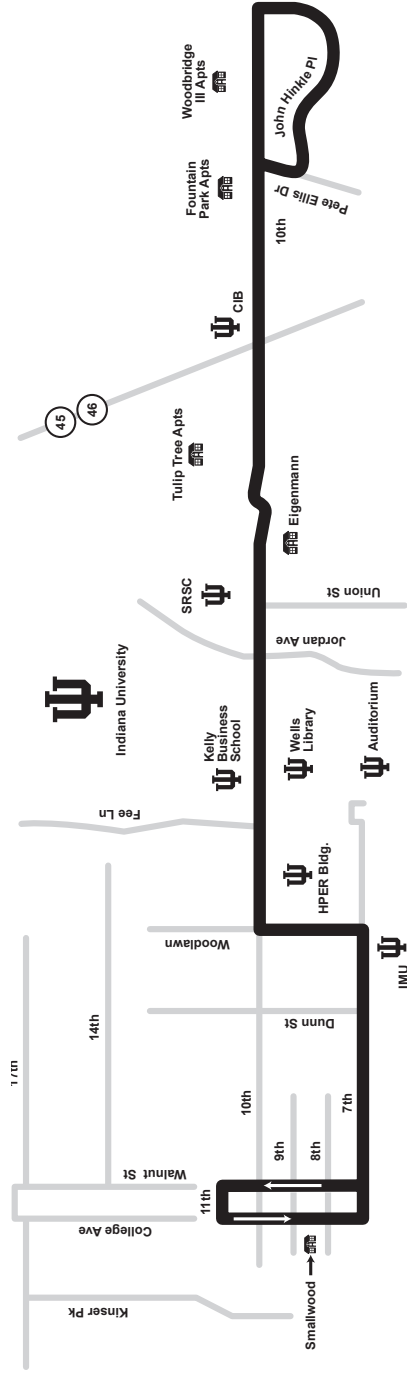 Woodbridge
III Apts
John Hinkle Pl
Fountain
Park Apts
Pete Ellis Dr
10th
CIB
45
46
Tulip Tree Apts
Eigenmann
SRSC
Union St
Jordan Ave
Indiana University
Kelly
Business
School
Wells
Library
Auditorium
Fee Ln
HPER Bldg.
Woodlawn
IMU
Dunn St
14th
10th
9th
8th
7th
Walnut St
11th
College Ave
Smallwood
Kinser Pk